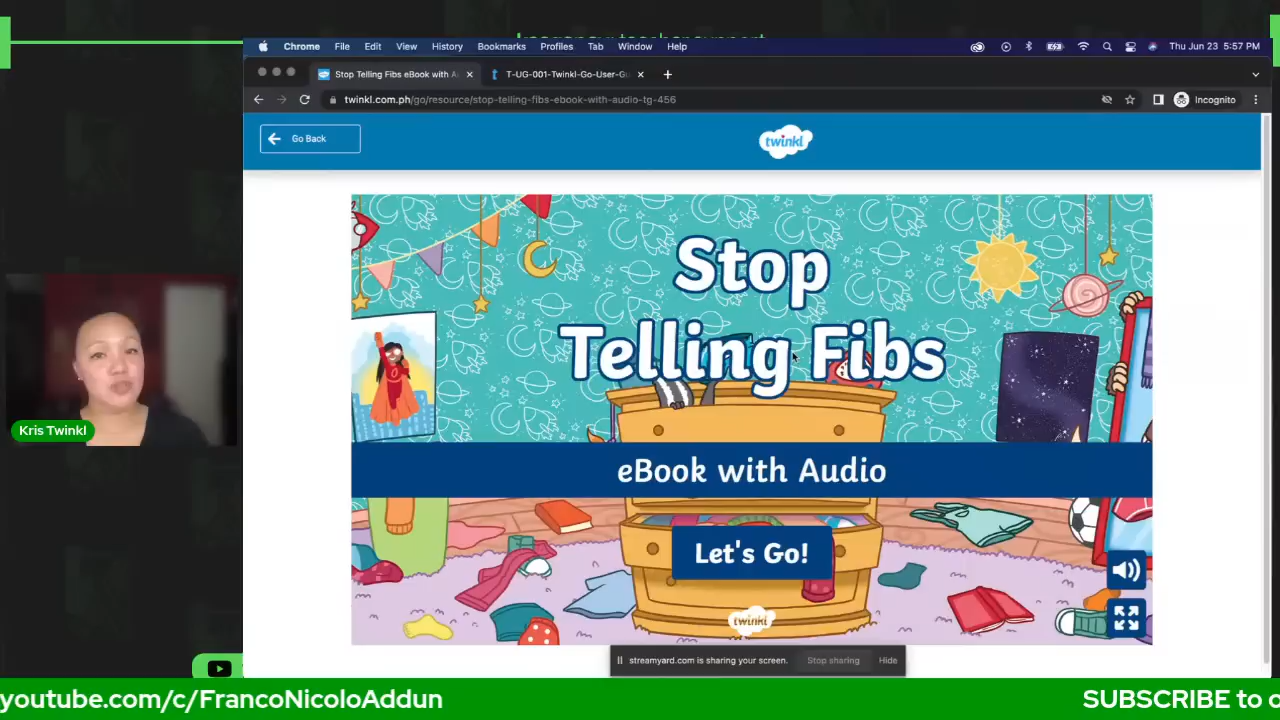 Chrome File Edit View History Bookmarks Profiles Tab Window Help
Thu Jun 23 5:57 PM
Stop Telling Fibs eBook with A
T-UG-001-Twinkl-Go-User-Gu
twinkl.com.ph/go/resource/stop-telling-fibs-ebook-with-audio-tg-456
Incognito
Go Back
twinkl
Stop
Telling Fibs
eBook with Audio
Let's Go!
twinkl
Kris Twinkl
streamyard.com is sharing your screen. Stop sharing Hide
youtube.com/c/FrancoNicoloAddun
SUBSCRIBE to